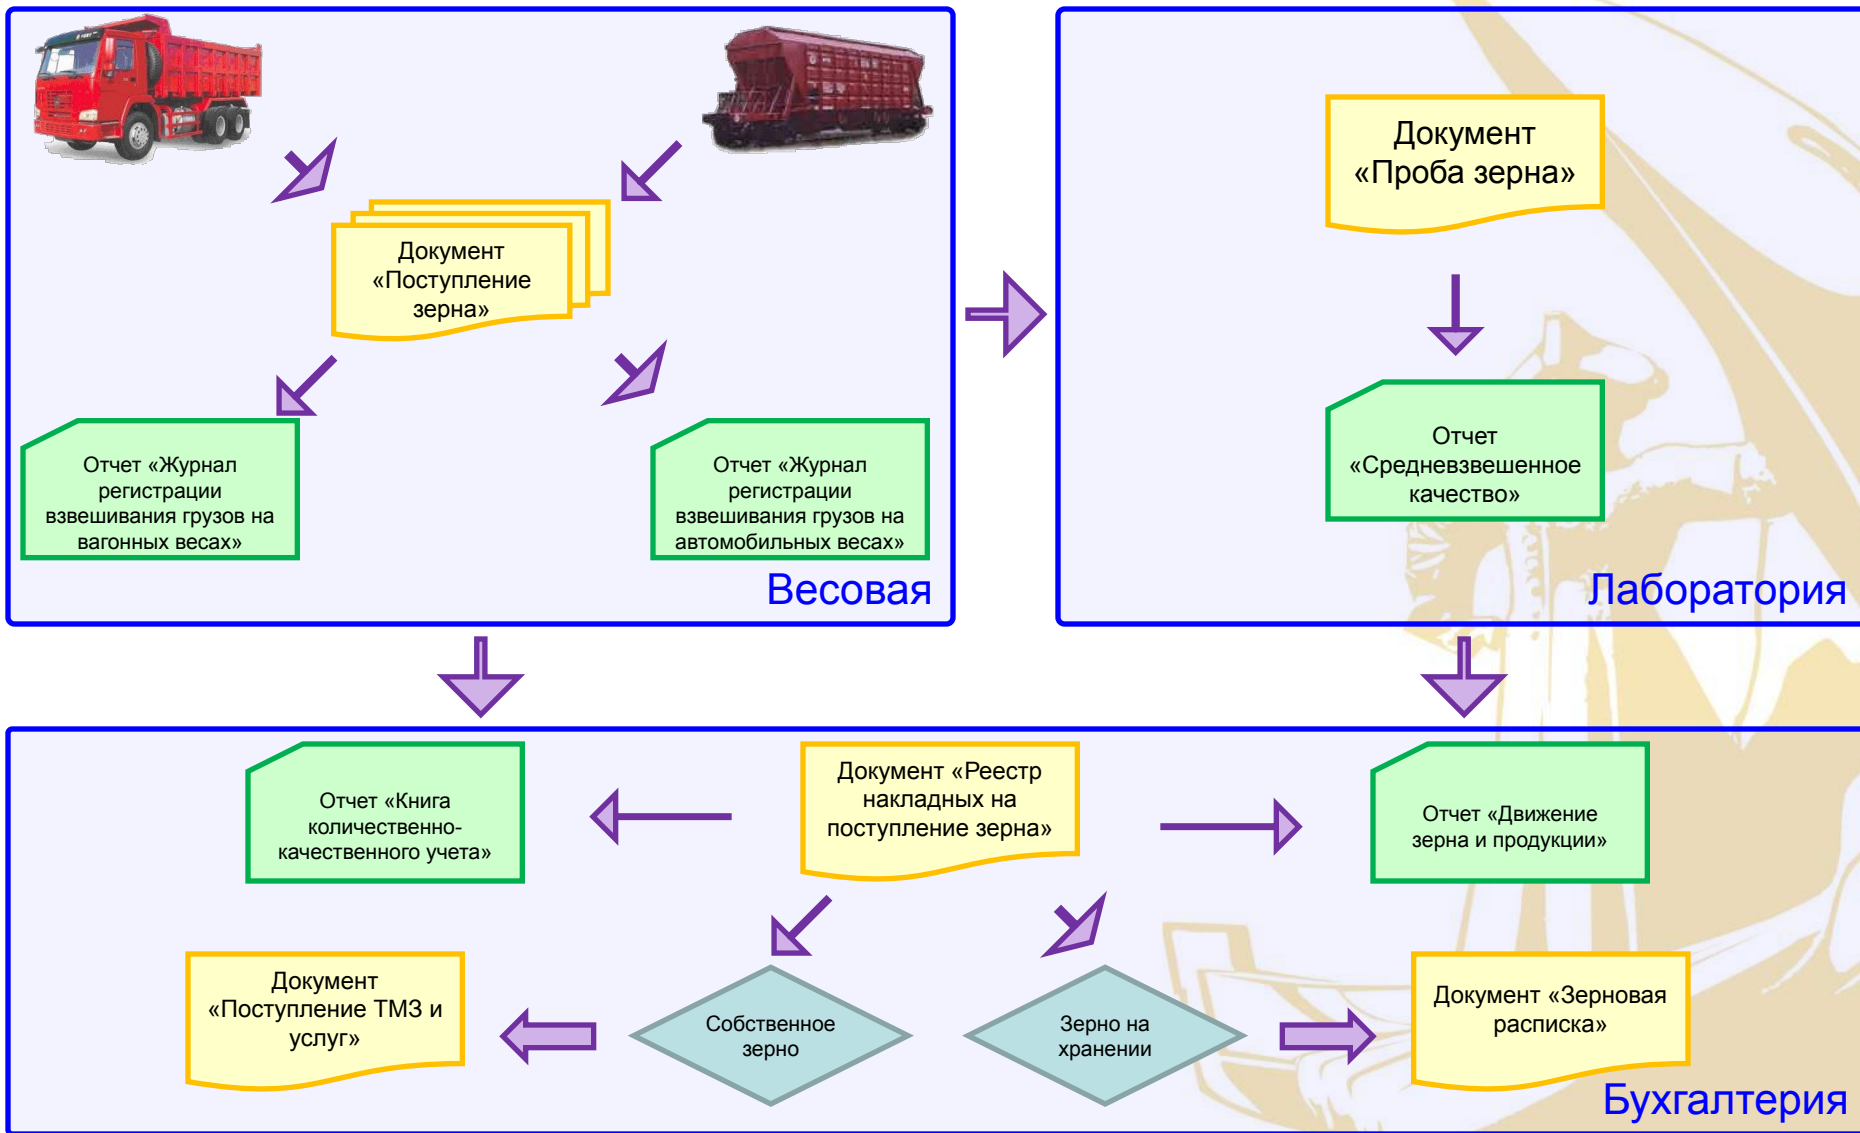 Документ
«Поступление
зерна»
Отчет «Журнал
регистрации
взвешивания грузов на
вагонных весах»
Отчет «Журнал
регистрации
взвешивания грузов на
автомобильных весах»
Весовая
Документ
«Проба зерна»
Отчет
«Средневзвешенное
качество»
Лаборатория
Отчет «Книга
количественно-
качественного учета»
Документ «Реестр
накладных на
поступление зерна»
Отчет «Движение
зерна и продукции»
Документ
«Поступление ТМЗ и
услуг»
Собственное
зерно
Зерно на
хранении
Документ «Зерновая
расписка»
Бухгалтерия